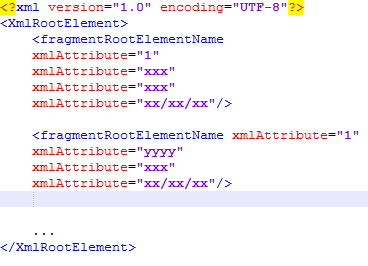 <?xml version="1.0" encoding="UTF-8"?>
<XmlRootElement>
<fragmentRootElementName
xmlAttribute="1"
xmlAttribute="xxx"
xmlAttribute="xxx"
xmlAttribute="xx/xx/xx"/>
<fragmentRootElementName xmlAttribute="1"
xmlAttribute="yyyy"
xmlAttribute="xxx"
xmlAttribute="xx/xx/xx"/>
...
</XmlRootElement>